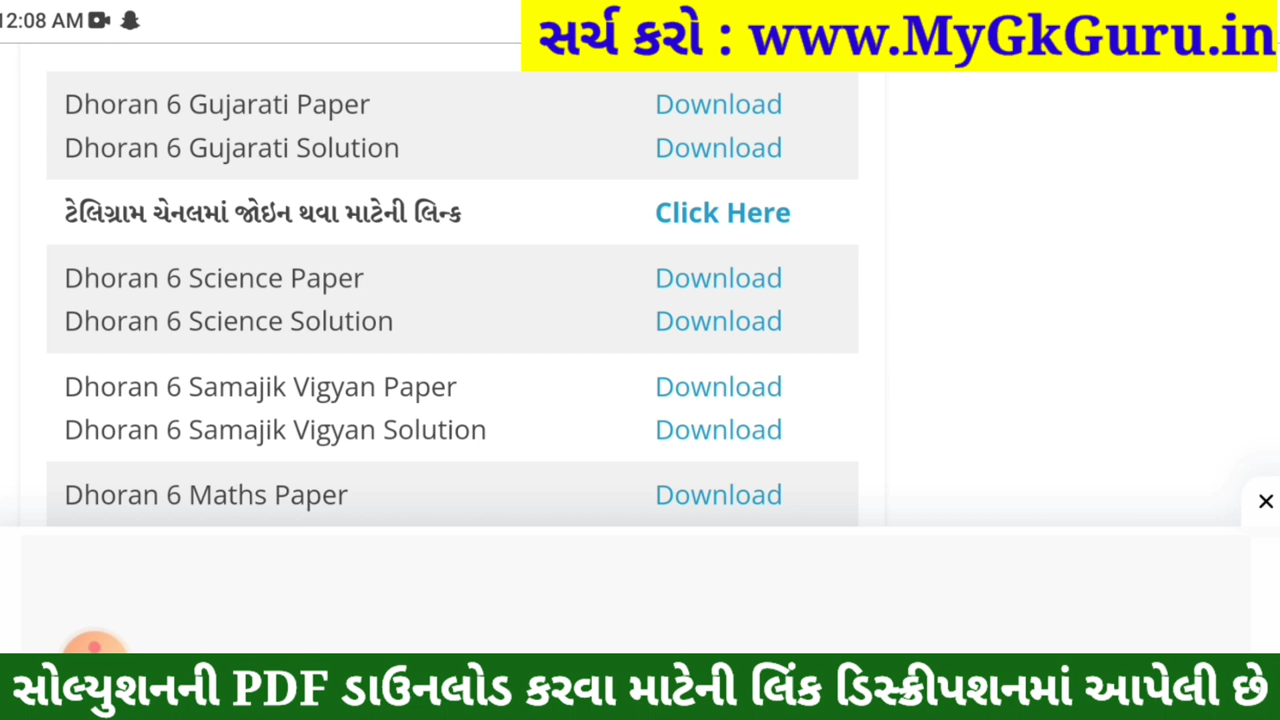 12:08 AM
સર્ચ કરો : www.MyGkGuru.in
Dhoran 6 Gujarati Paper Download
Dhoran 6 Gujarati Solution Download
ટેલિગ્રામ ચેનલમાં જોઇન થવા માટેની લિન્ક Click Here
Dhoran 6 Science Paper Download
Dhoran 6 Science Solution Download
Dhoran 6 Samajik Vigyan Paper Download
Dhoran 6 Samajik Vigyan Solution Download
Dhoran 6 Maths Paper Download
સોલ્યુશનની PDF ડાઉનલોડ કરવા માટેની લિંક ડિસ્ક્રીપશનમાં આપેલી છે